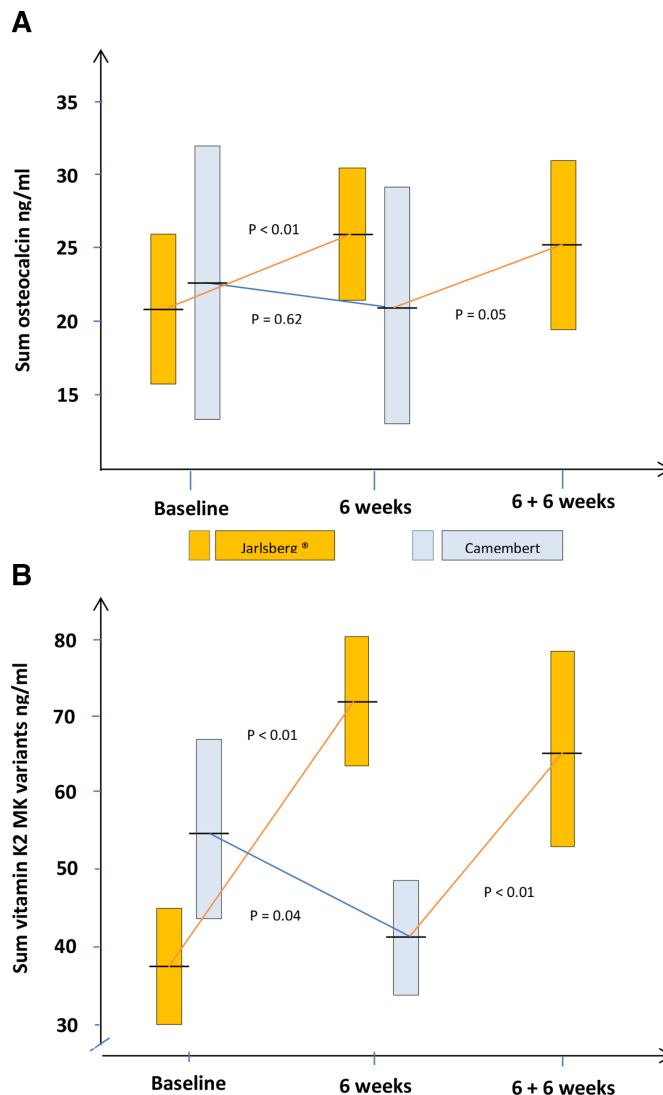 A
Sum osteocalcin ng/ml
35
30
25
20
15
P < 0.01
P = 0.62
P = 0.05
Baseline
6 weeks
6 + 6 weeks
Jarlsberg ®
Camembert
B
Sum vitamin K2 MK variants ng/ml
80
70
60
50
40
30
P < 0.01
P = 0.04
P < 0.01
Baseline
6 weeks
6 + 6 weeks